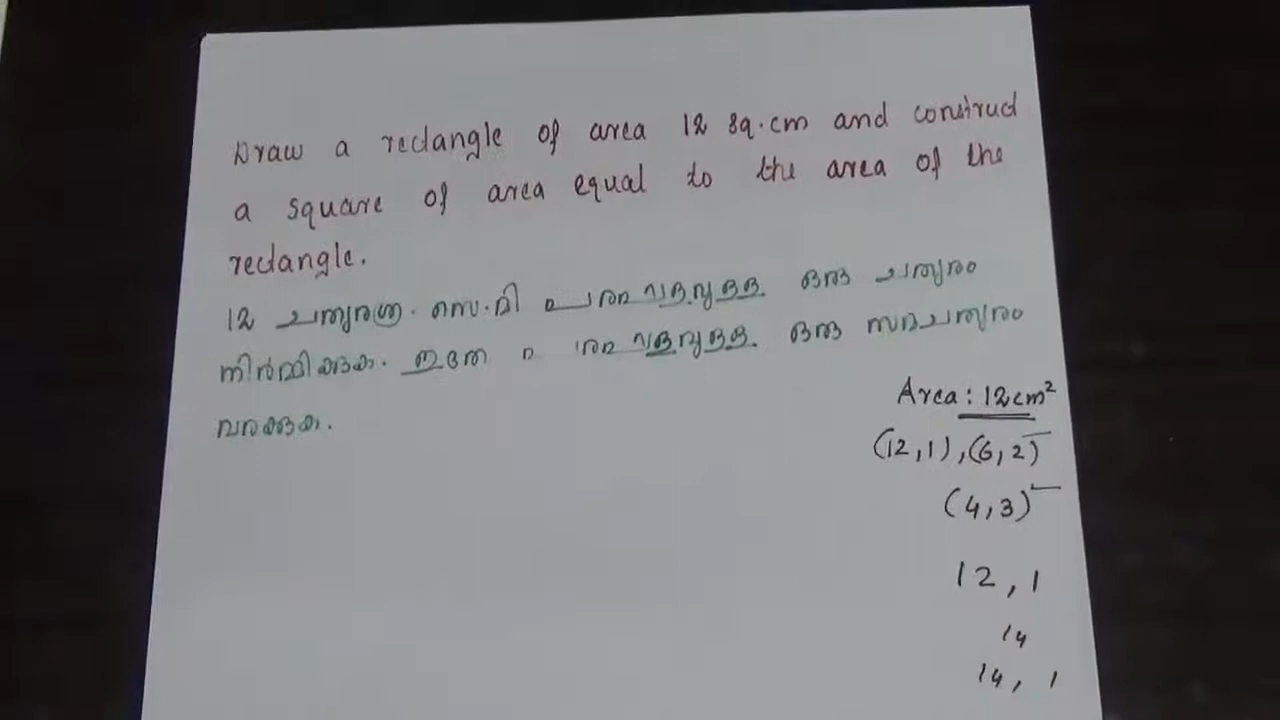 Draw a rectangle of area 12 sq.cm and construct
a square of area equal to the area of the
rectangle.
12 ചതുരശ്ര. സെ.മീ പരപ്പളവുള്ള ഒരു ചതുരം
നിർമ്മിക്കുക. ഇതേ പരപ്പളവുള്ള ഒരു സമചതുരം
വരക്കുക.
Area : 12cm²
(12,1),(6,2)
(4,3)
12,1
14
14, 1